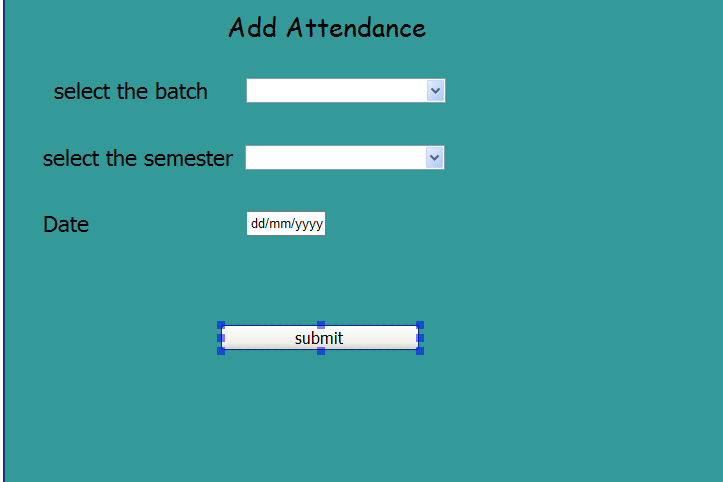 Add Attendance
select the batch
select the semester
Date dd/mm/yyyy
submit